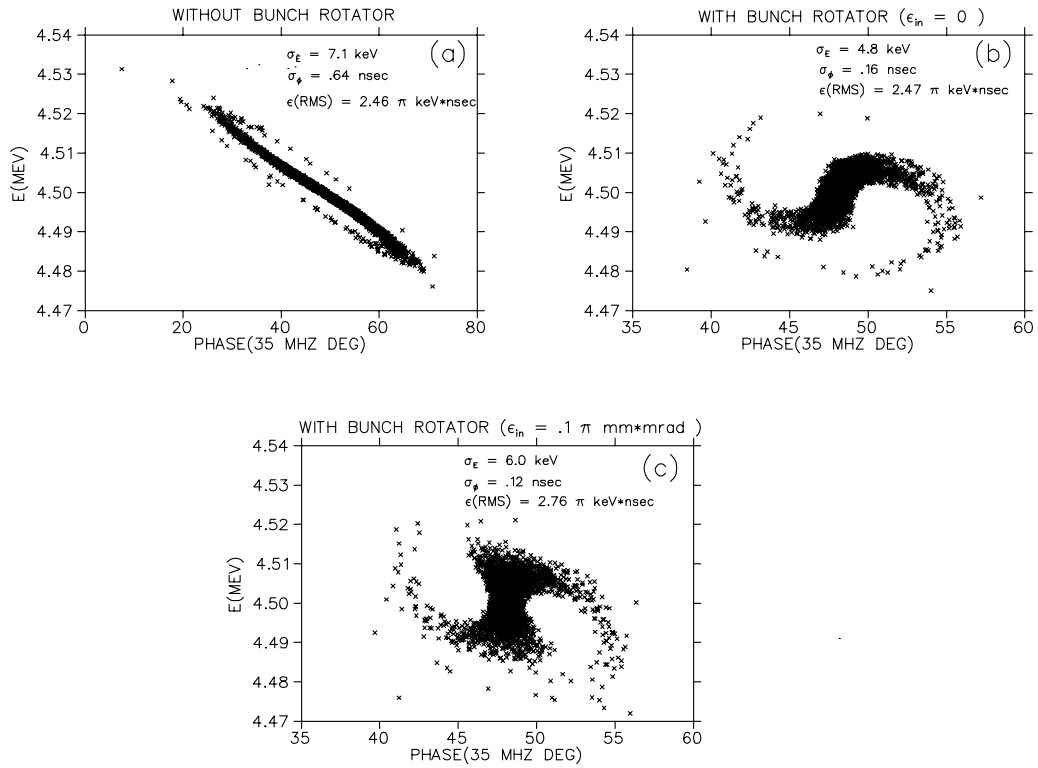 WITHOUT BUNCH ROTATOR
(a)
σE = 7.1 keV
σϕ = .64 nsec
ϵ(RMS) = 2.46 π keV*nsec
E(MEV)
4.54
4.53
4.52
4.51
4.50
4.49
4.48
4.47
0
20
40
60
80
PHASE(35 MHZ DEG)
WITH BUNCH ROTATOR (ϵin = 0 )
(b)
σE = 4.8 keV
σϕ = .16 nsec
ϵ(RMS) = 2.47 π keV*nsec
E(MEV)
4.54
4.53
4.52
4.51
4.50
4.49
4.48
4.47
35
40
45
50
55
60
PHASE(35 MHZ DEG)
WITH BUNCH ROTATOR (ϵin = .1 π mm*mrad )
(c)
σE = 6.0 keV
σϕ = .12 nsec
ϵ(RMS) = 2.76 π keV*nsec
E(MEV)
4.54
4.53
4.52
4.51
4.50
4.49
4.48
4.47
35
40
45
50
55
60
PHASE(35 MHZ DEG)